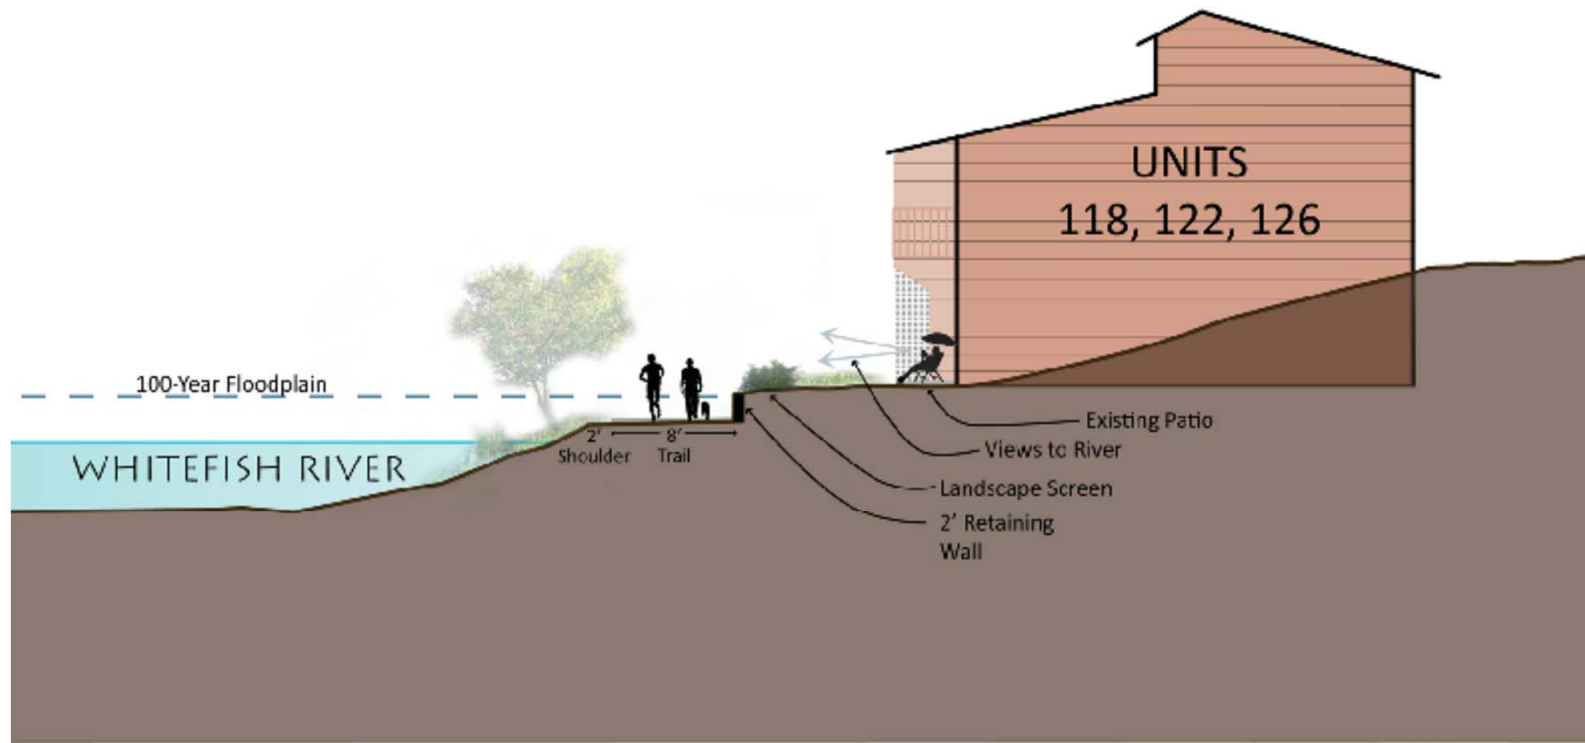 UNITS
118, 122, 126
100-Year Floodplain
WHITEFISH RIVER
2' 8'
Shoulder Trail
Existing Patio
Views to River
Landscape Screen
2' Retaining
Wall